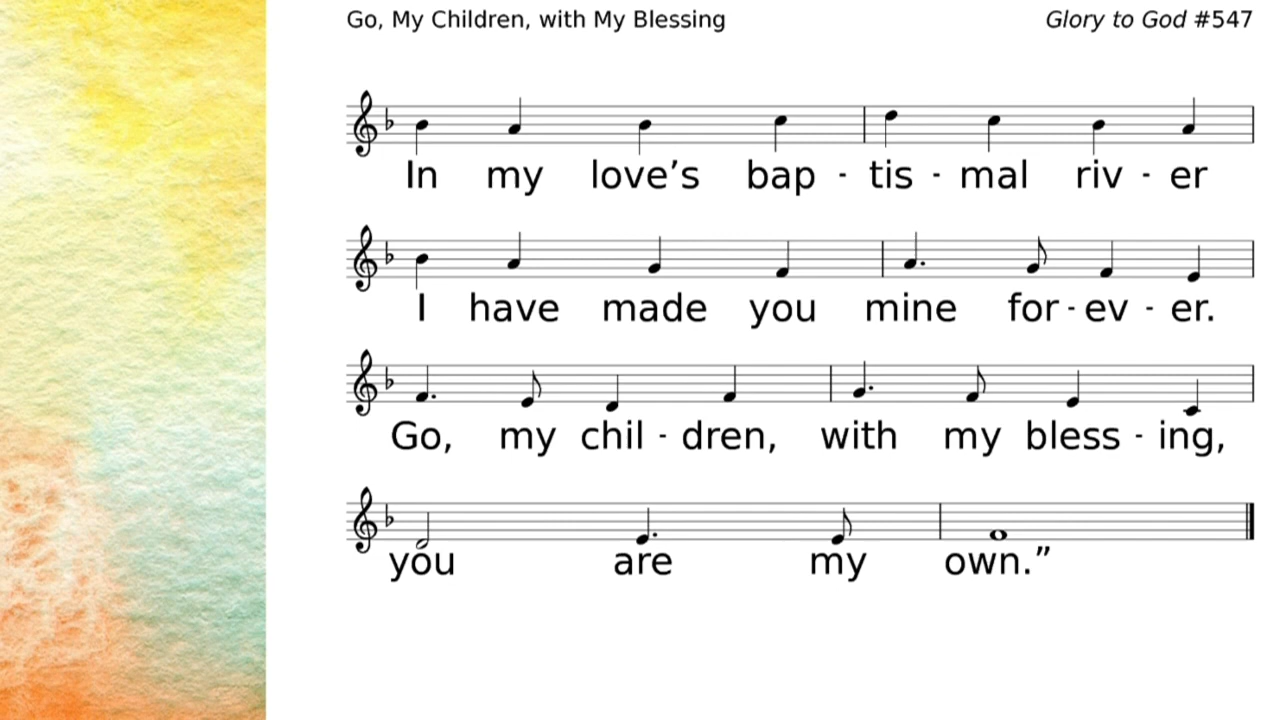 Go, My Children, with My Blessing
Glory to God #547
In my love’s bap - tis - mal riv - er
I have made you mine for - ev - er.
Go, my chil - dren, with my bless - ing,
you are my own.”